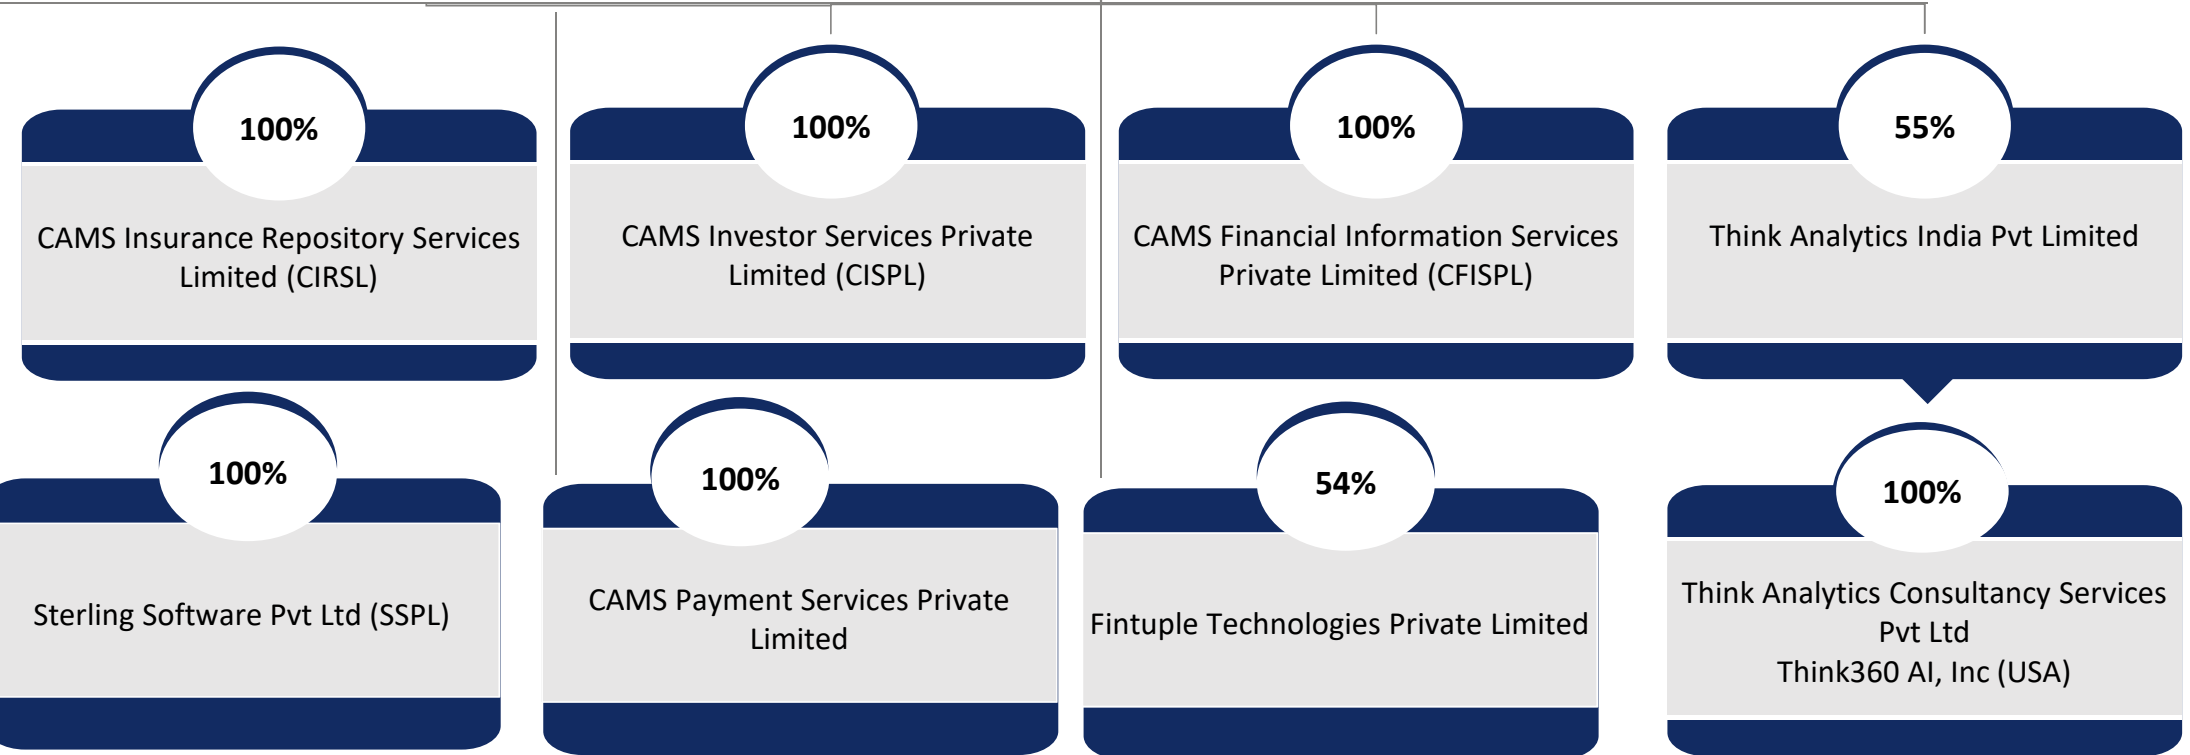 100%
CAMS Insurance Repository Services
Limited (CIRSL)
100%
CAMS Investor Services Private
Limited (CISPL)
100%
CAMS Financial Information Services
Private Limited (CFISPL)
55%
Think Analytics India Pvt Limited
100%
Sterling Software Pvt Ltd (SSPL)
100%
CAMS Payment Services Private
Limited
54%
Fintuple Technologies Private Limited
100%
Think Analytics Consultancy Services
Pvt Ltd
Think360 AI, Inc (USA)